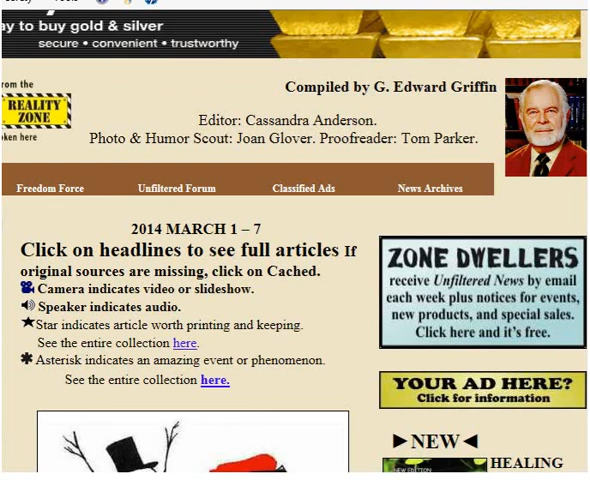 Tools
ay to buy gold & silver
secure • convenient • trustworthy
rom the
REALITY
ZONE
ken here
Compiled by G. Edward Griffin
Editor: Cassandra Anderson.
Photo & Humor Scout: Joan Glover. Proofreader: Tom Parker.
Freedom Force Unfiltered Forum Classified Ads News Archives
2014 MARCH 1 – 7
Click on headlines to see full articles If
original sources are missing, click on Cached.
Camera indicates video or slideshow.
Speaker indicates audio.
★Star indicates article worth printing and keeping.
See the entire collection here.
✱ Asterisk indicates an amazing event or phenomenon.
See the entire collection here.
ZONE DWELLERS
receive Unfiltered News by email
each week plus notices for events,
new products, and special sales.
Click here and it's free.
YOUR AD HERE?
Click for information
►NEW◄
NEW EDITION
HEALING